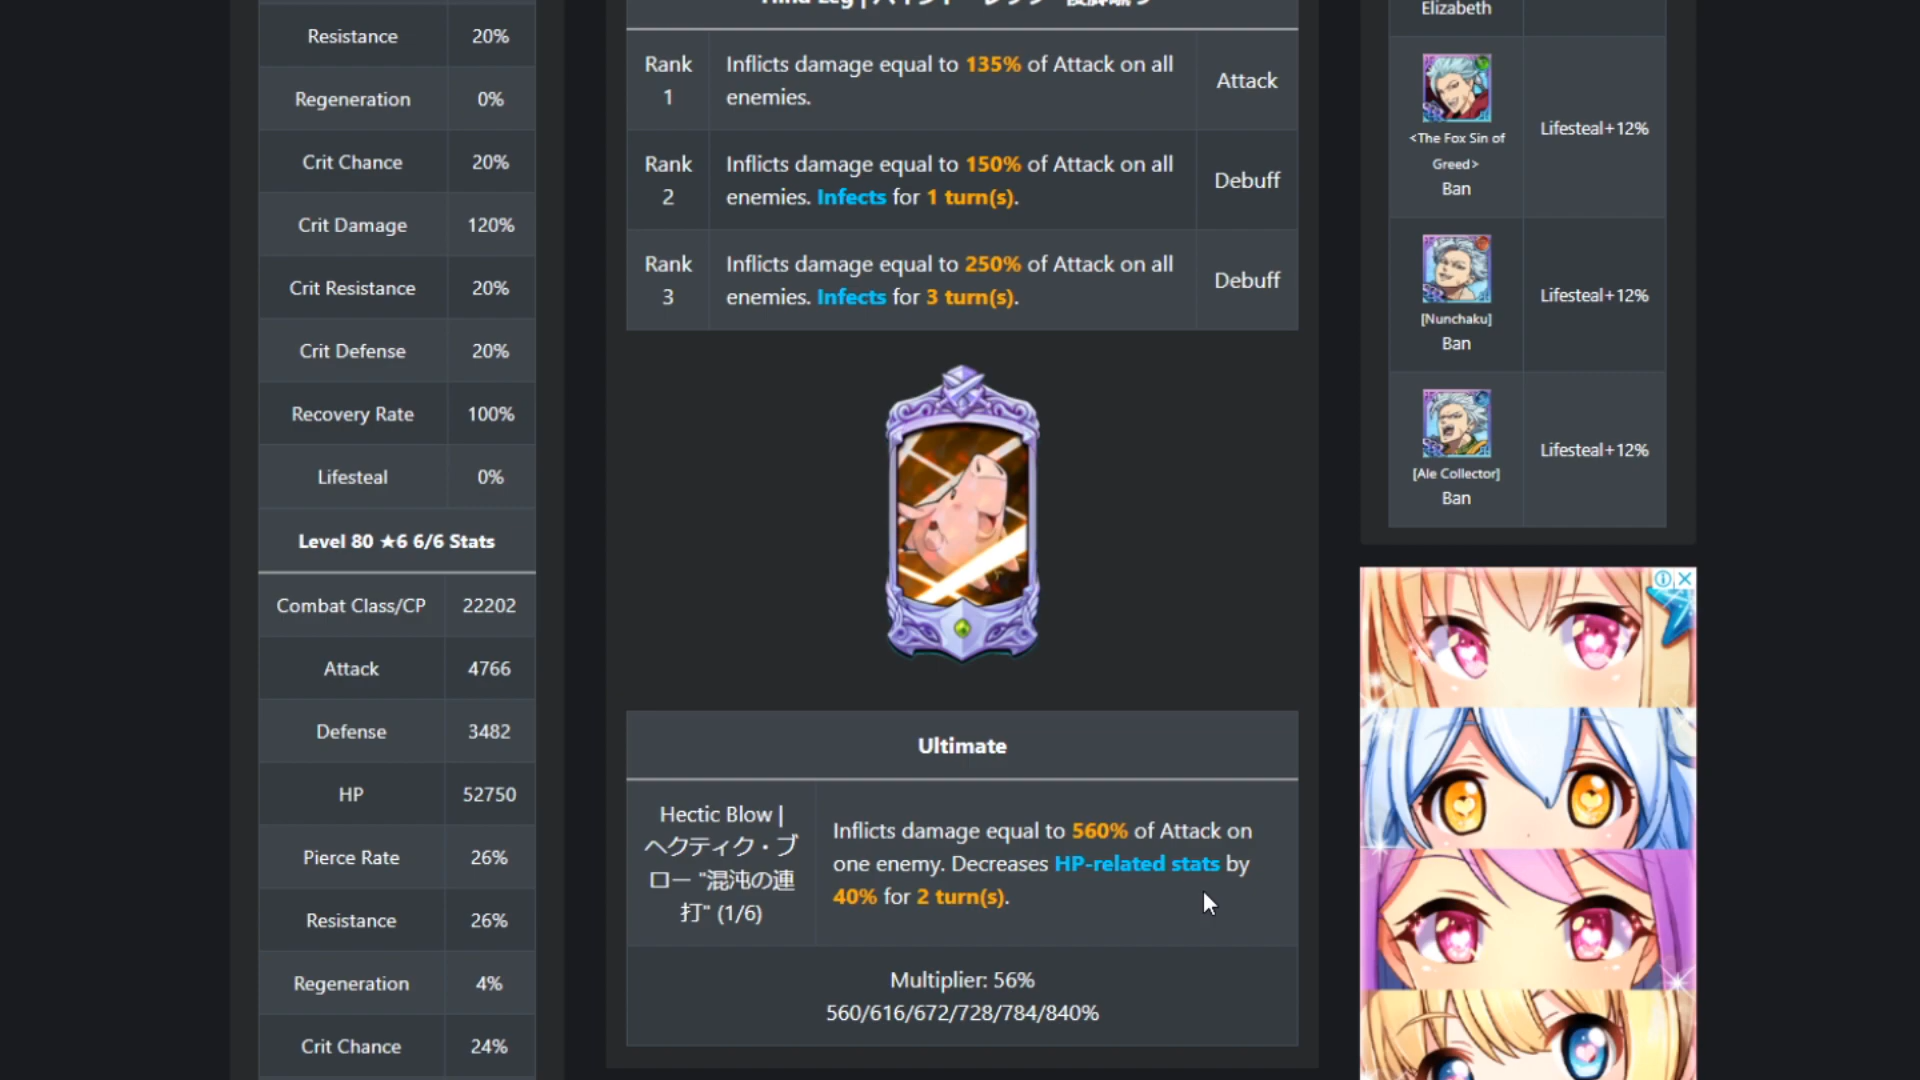 Resistance 20%
Regeneration 0%
Crit Chance 20%
Crit Damage 120%
Crit Resistance 20%
Crit Defense 20%
Recovery Rate 100%
Lifesteal 0%
Level 80 ★6 6/6 Stats
Combat Class/CP 22202
Attack 4766
Defense 3482
HP 52750
Pierce Rate 26%
Resistance 26%
Regeneration 4%
Crit Chance 24%
Rank
1
Inflicts damage equal to 135% of Attack on all
enemies.
Attack
Rank
2
Inflicts damage equal to 150% of Attack on all
enemies. Infects for 1 turn(s).
Debuff
Rank
3
Inflicts damage equal to 250% of Attack on all
enemies. Infects for 3 turn(s).
Debuff
Ultimate
Hectic Blow |
ヘクティク・ブ
ロー "混沌の連
打" (1/6)
Inflicts damage equal to 560% of Attack on
one enemy. Decreases HP-related stats by
40% for 2 turn(s).
Multiplier: 56%
560/616/672/728/784/840%
Elizabeth
<The Fox Sin of
Greed>
Ban
Lifesteal+12%
[Nunchaku]
Ban
Lifesteal+12%
[Ale Collector]
Ban
Lifesteal+12%